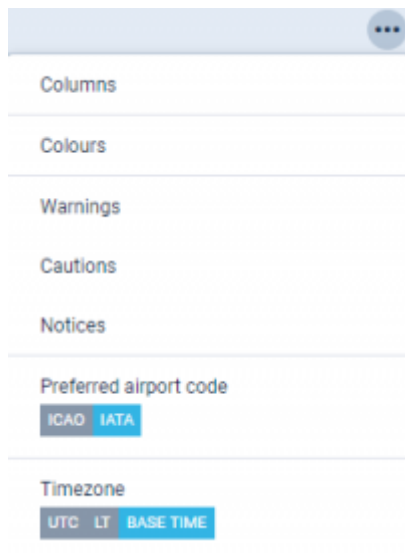 Columns
Colours
Warnings
Cautions
Notices
Preferred airport code
ICAO IATA
Timezone
UTC LT BASE TIME